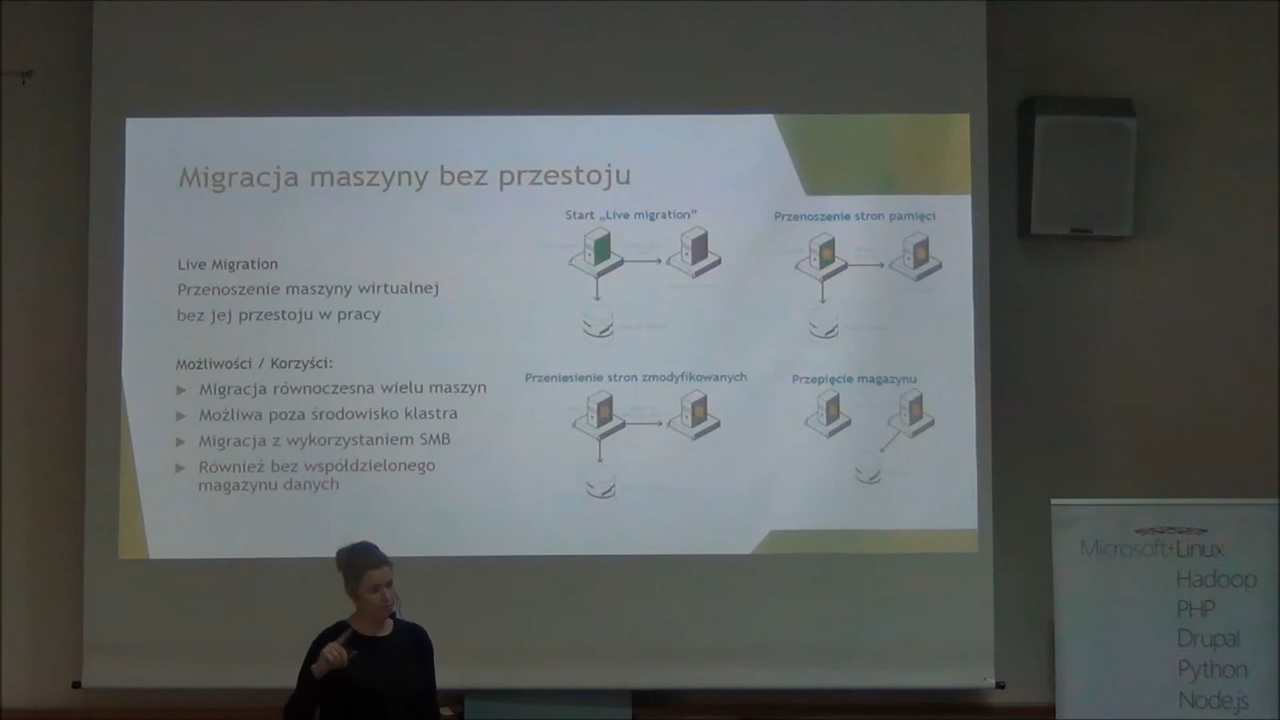 Migracja maszyny bez przestoju
Live Migration
Przenoszenie maszyny wirtualnej
bez jej przestoju w pracy
Możliwości / Korzyści:
Migracja równoczesna wielu maszyn
Możliwa poza środowisko klastra
Migracja z wykorzystaniem SMB
Również bez współdzielonego
magazynu danych
Start „Live migration”
Przenoszenie stron pamięci
Przeniesienie stron zmodyfikowanych
Przepięcie magazynu
Microsoft+Linux
Hadoop
PHP
Drupal
Python
Node.js